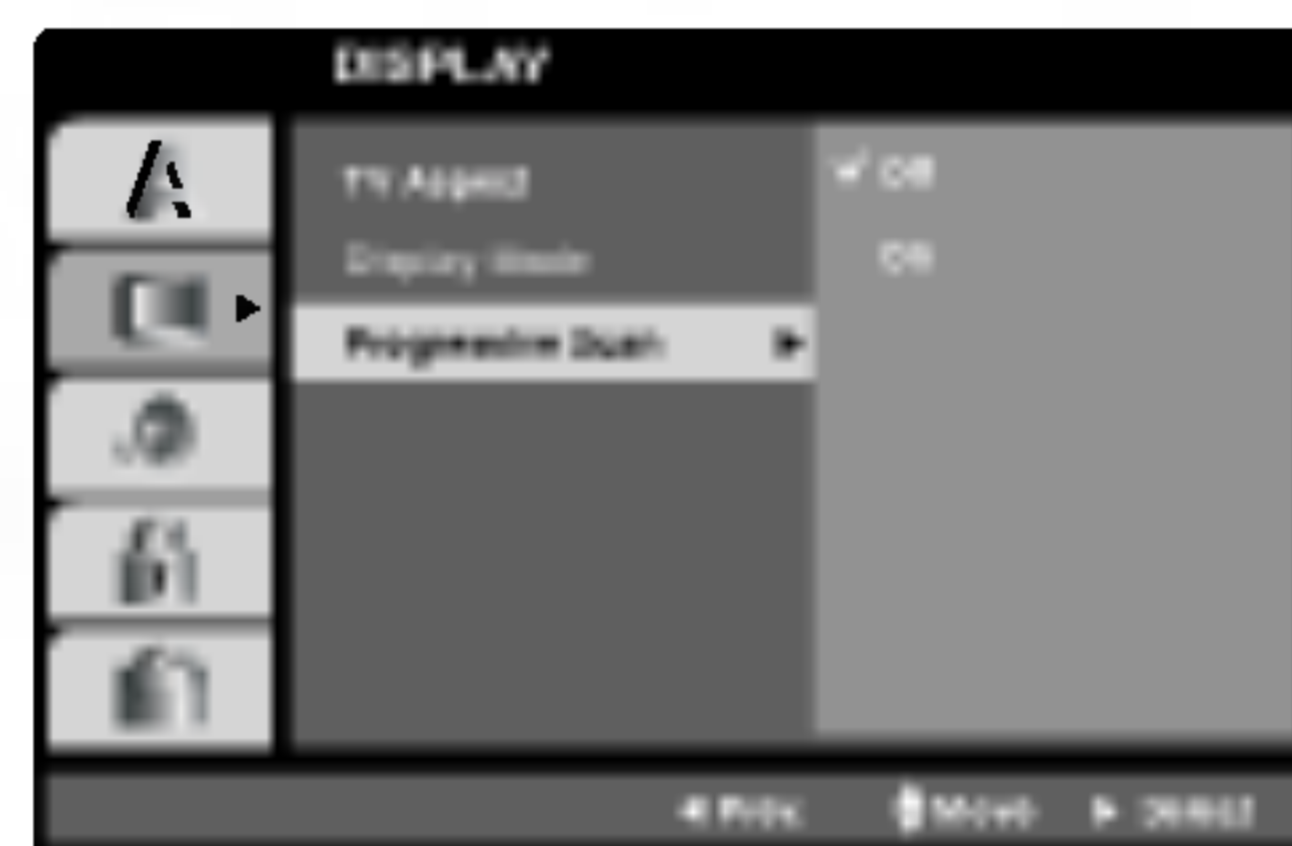 DISPLAY
TV Aspect
Display Mode
Progressive Scan
Off
On
Prev. Move Select